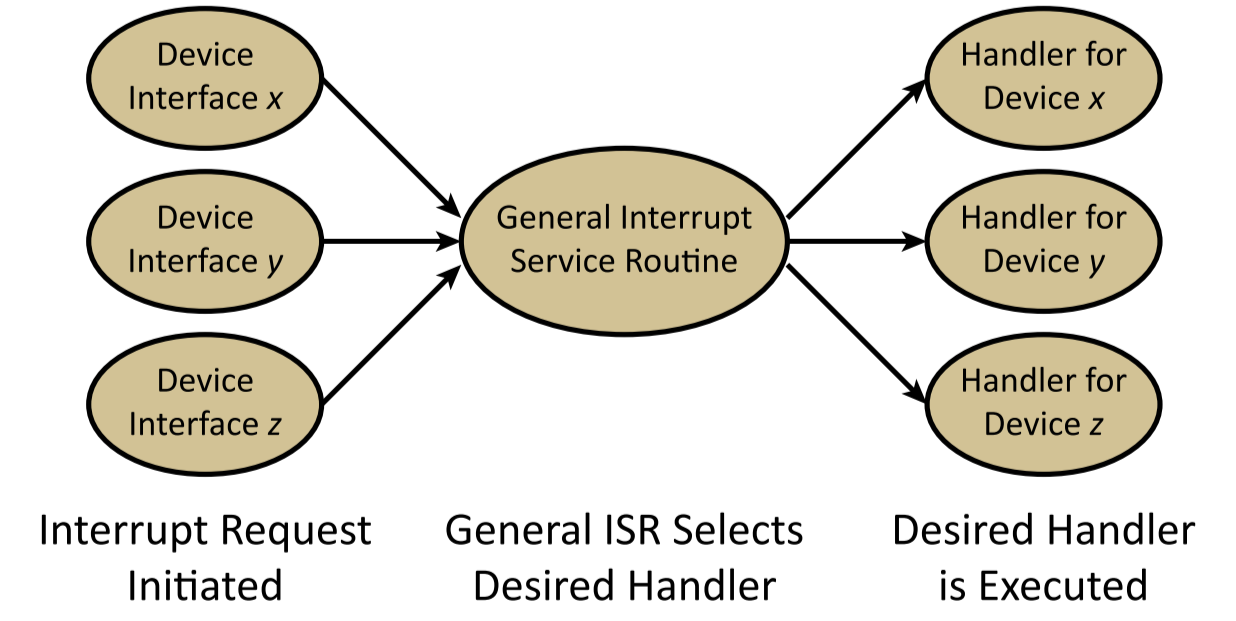 Device
Interface x
Device
Interface y
Device
Interface z
General Interrupt
Service Routine
Handler for
Device x
Handler for
Device y
Handler for
Device z
Interrupt Request
Initiated
General ISR Selects
Desired Handler
Desired Handler
is Executed